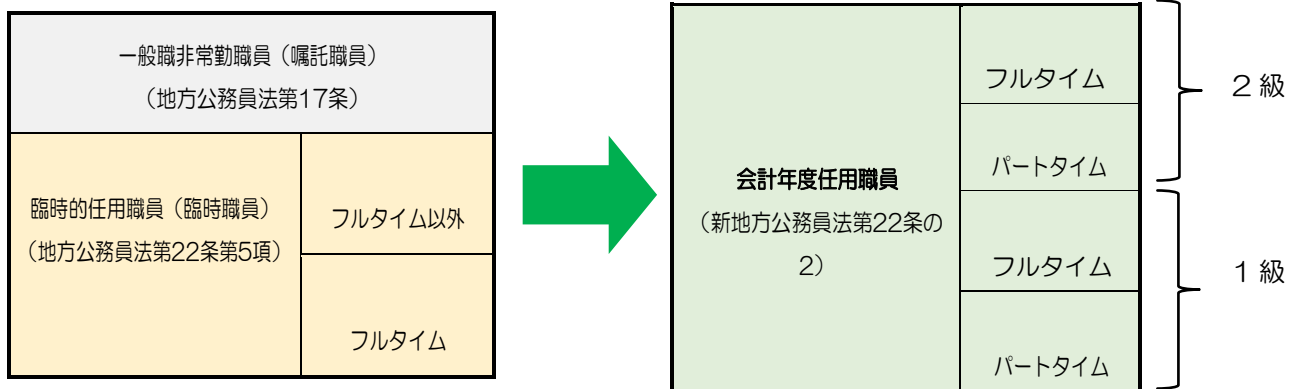 一般職非常勤職員（嘱託職員）
（地方公務員法第17条）
臨時的任用職員（臨時職員）
（地方公務員法第22条第5項）
フルタイム以外
フルタイム
会計年度任用職員
（新地方公務員法第22条の
2）
フルタイム
パートタイム
フルタイム
パートタイム
２級
１級